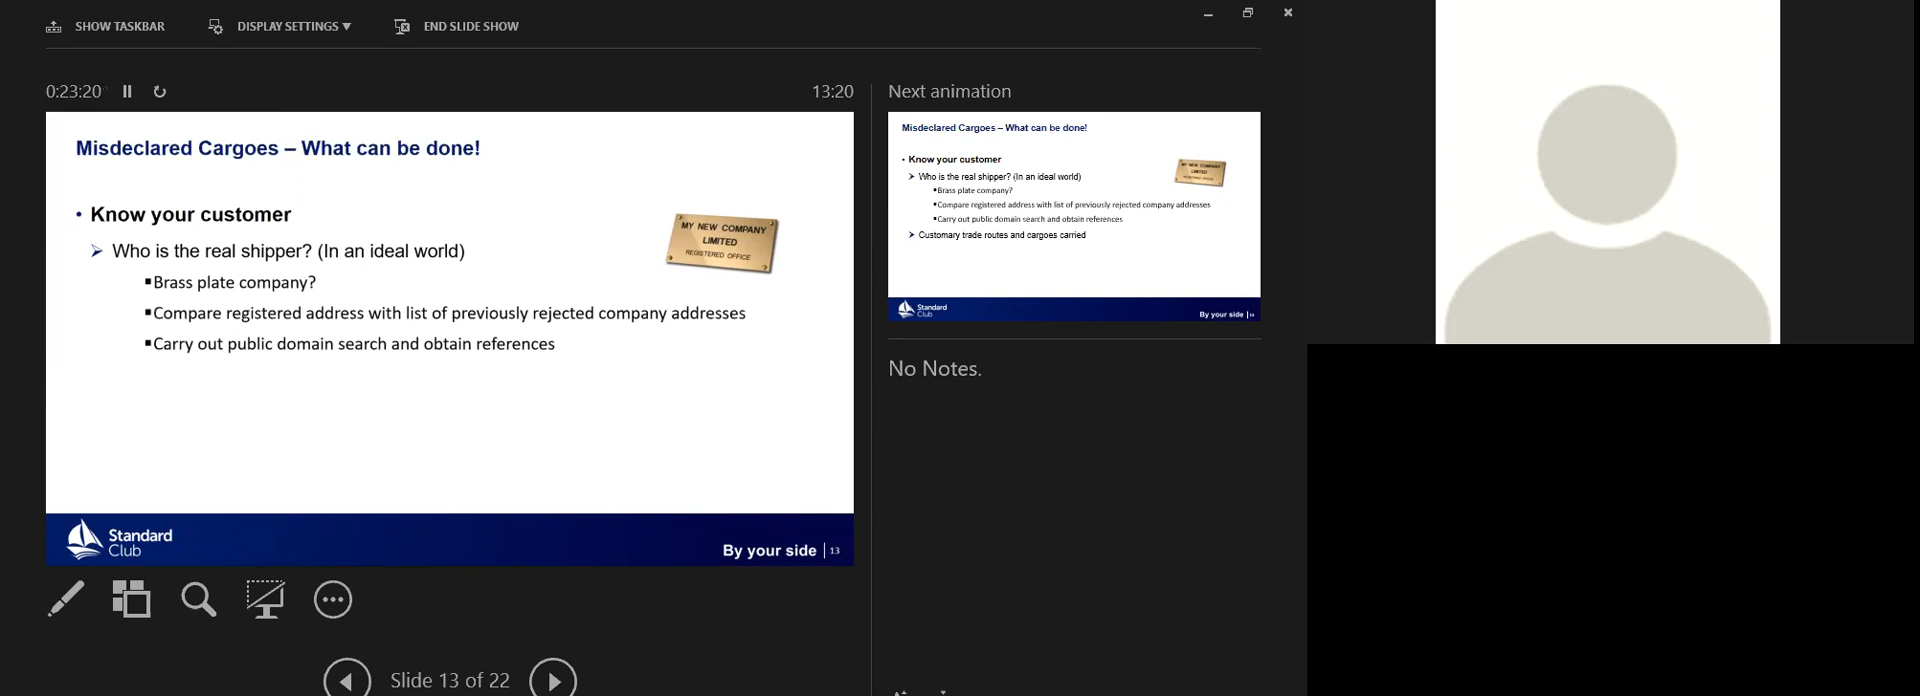 SHOW TASKBAR
DISPLAY SETTINGS ▼
END SLIDE SHOW
0:23:20
13:20
Misdeclared Cargoes – What can be done!
• Know your customer
➢ Who is the real shipper? (In an ideal world)
▪Brass plate company?
▪Compare registered address with list of previously rejected company addresses
▪Carry out public domain search and obtain references
MY NEW COMPANY
LIMITED
REGISTERED OFFICE
Standard
Club
By your side | 13
Slide 13 of 22
Next animation
Misdeclared Cargoes – What can be done!
• Know your customer
➢ Who is the real shipper? (In an ideal world)
▪Brass plate company?
▪Compare registered address with list of previously rejected company addresses
▪Carry out public domain search and obtain references
➢ Customary trade routes and cargoes carried
MY NEW COMPANY
LIMITED
REGISTERED OFFICE
Standard
Club
By your side |
No Notes.